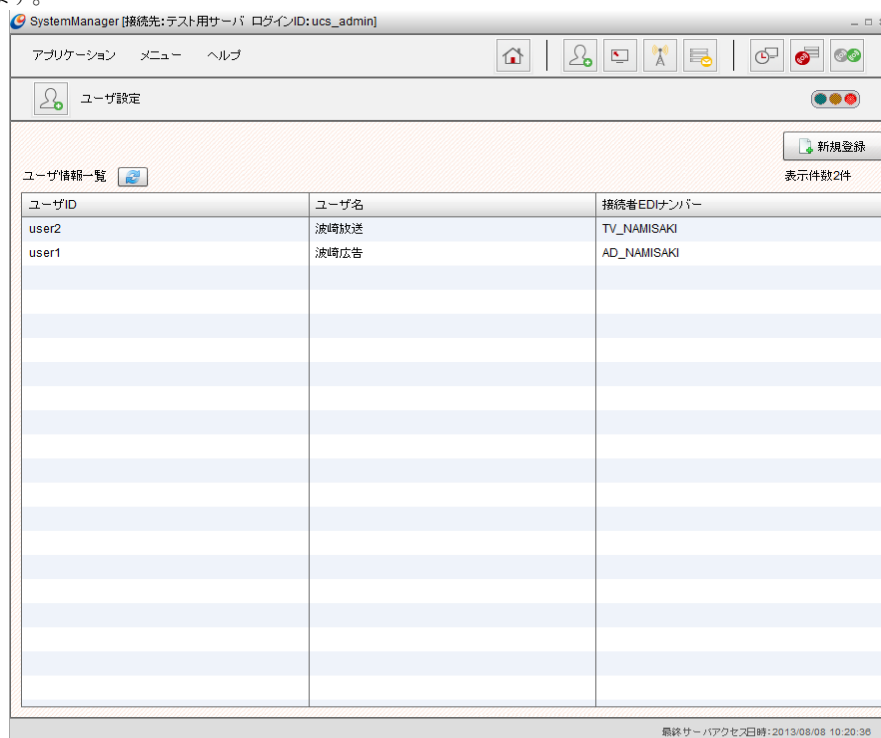 ます。
SystemManager [接続先:テスト用サーバ ログインID:ucs_admin]
アプリケーション メニュー ヘルプ
ユーザ設定
新規登録
ユーザ情報一覧 表示件数2件
ユーザID ユーザ名 接続者EDIナンバー
user2 波崎放送 TV_NAMISAKI
user1 波崎広告 AD_NAMISAKI
最終サーバアクセス日時:2013/08/08 10:20:36